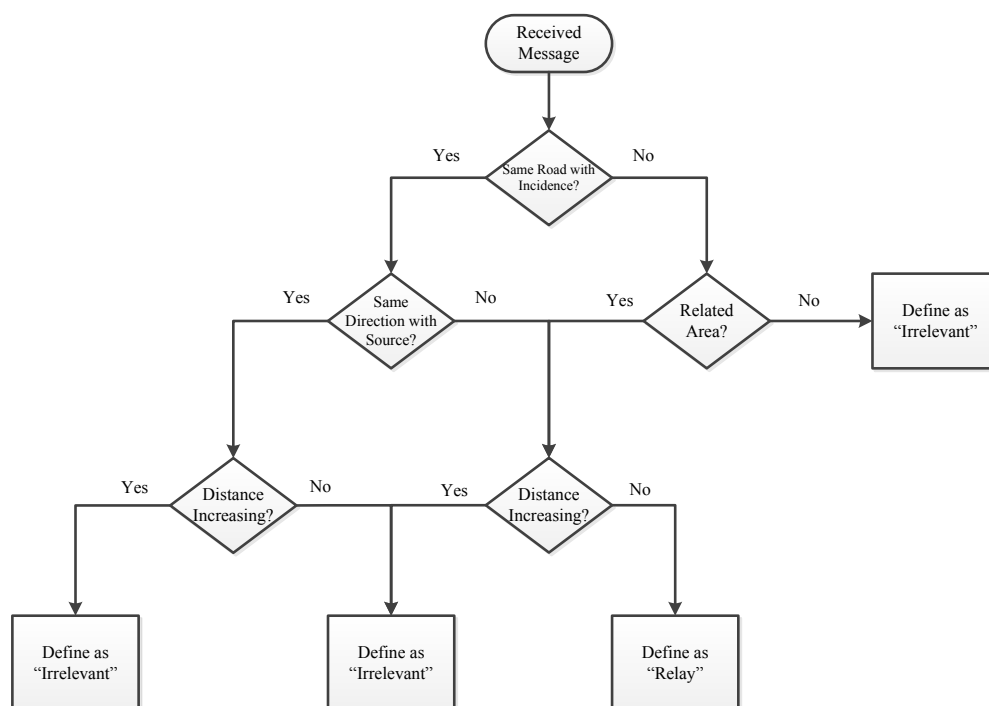 Received
Message
Yes
No
Same Road with
Incidence?
Yes
Same
Direction with
Source?
No
Yes
Related
Area?
No
Define as
“Irrelevant”
Yes
Distance
Increasing?
No
Yes
Distance
Increasing?
No
Define as
“Irrelevant”
Define as
“Irrelevant”
Define as
“Relay”